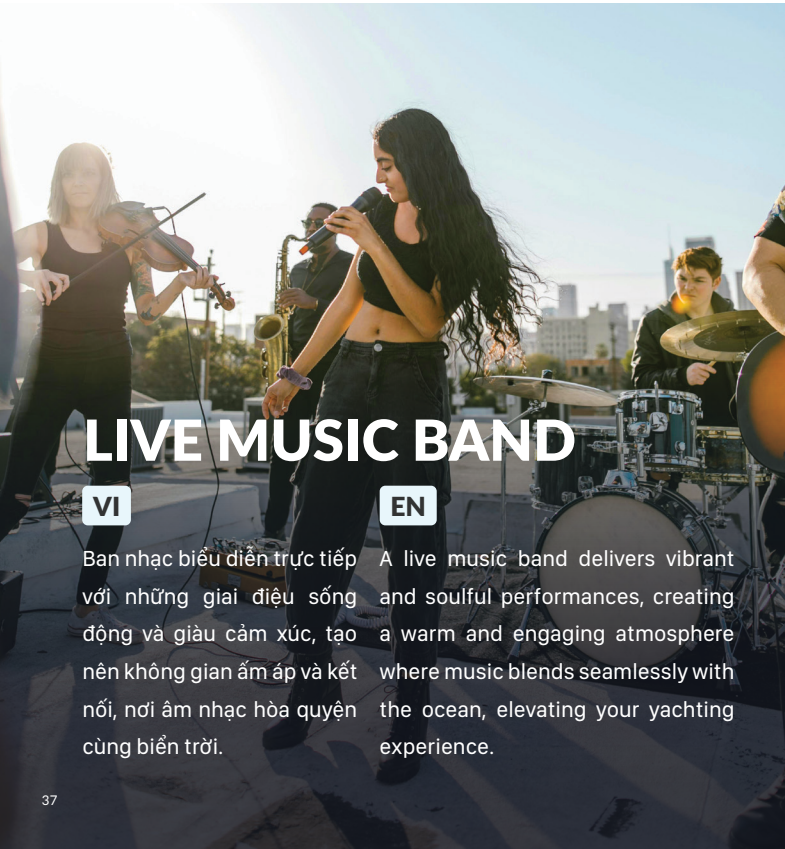 LIVE MUSIC BAND
VI
Ban nhạc biểu diễn trực tiếp
với những giai điệu sống
động và giàu cảm xúc, tạo
nên không gian ấm áp và kết
nối, nơi âm nhạc hòa quyện
cùng biển trời.
EN
A live music band delivers vibrant
and soulful performances, creating
a warm and engaging atmosphere
where music blends seamlessly with
the ocean, elevating your yachting
experience.
37